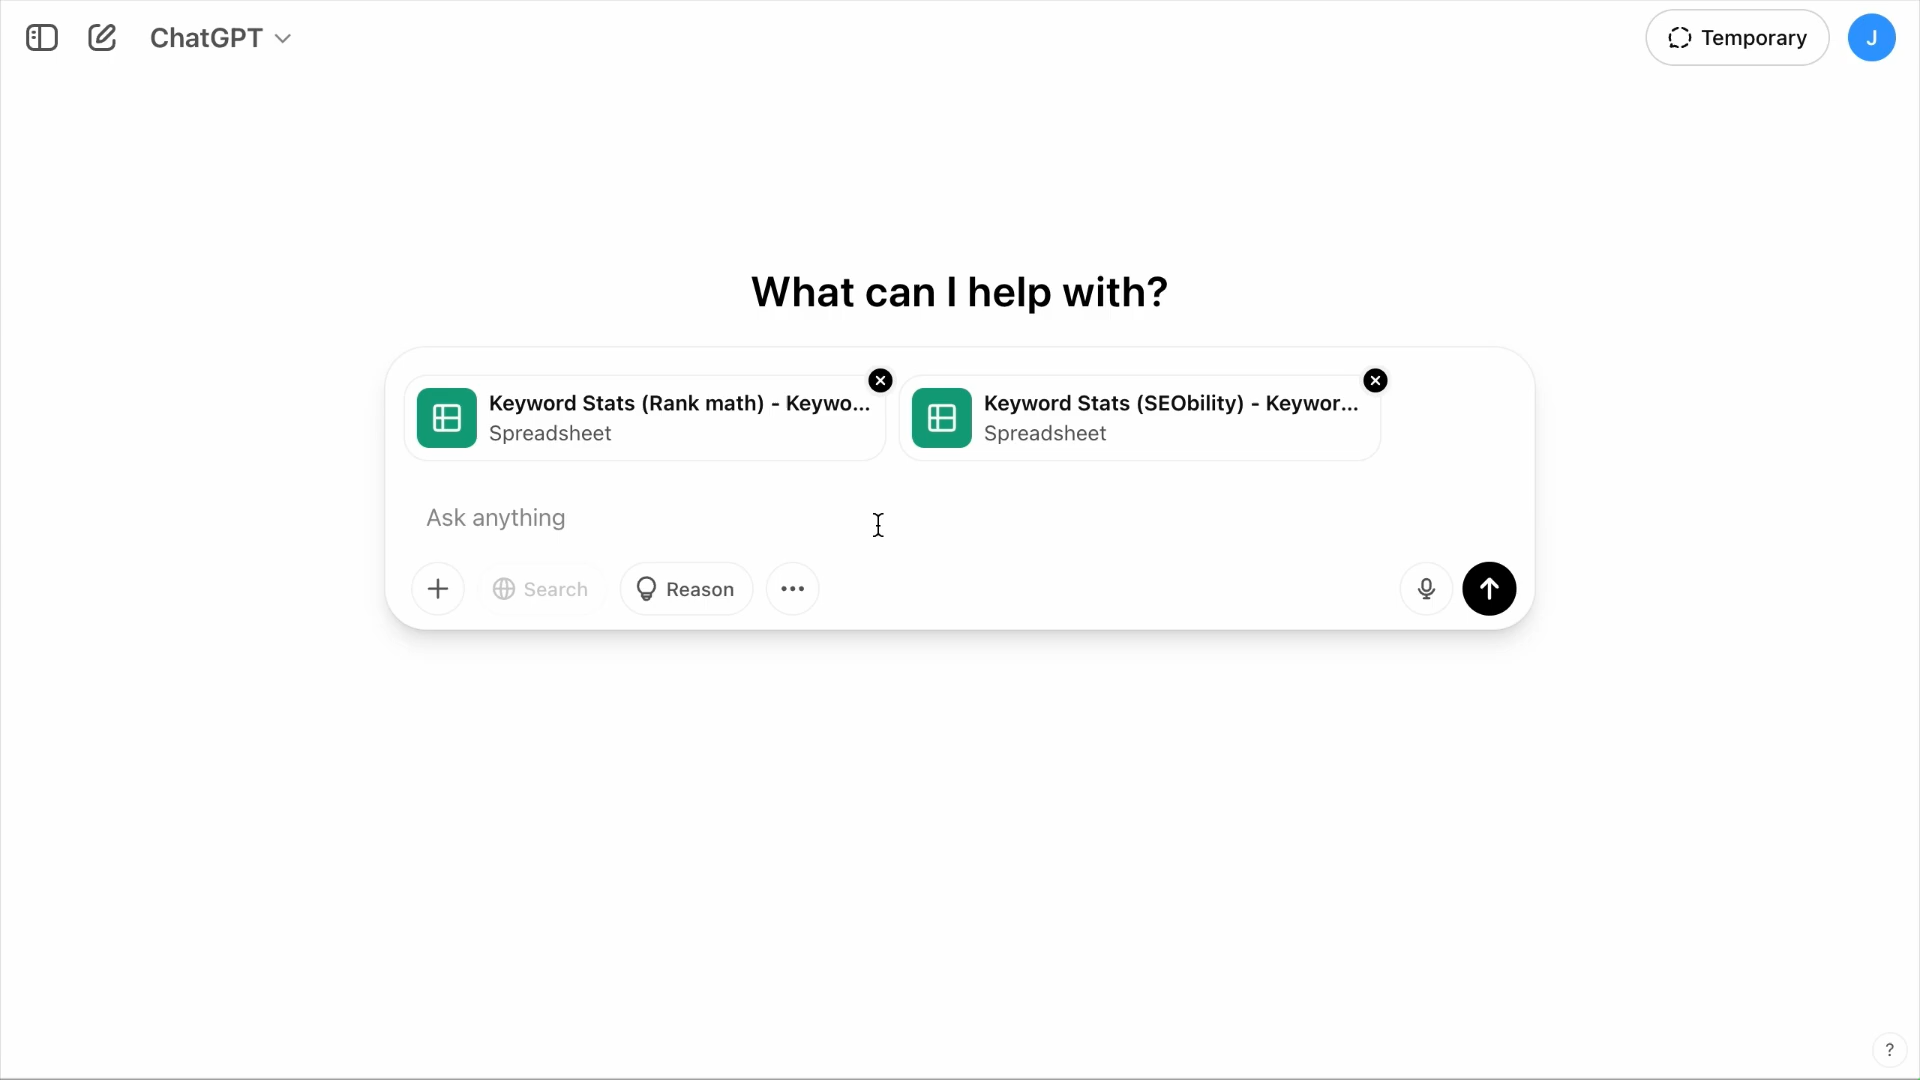 ChatGPT
Temporary
J
What can I help with?
Keyword Stats (Rank math) - Keywo...
Spreadsheet
Keyword Stats (SEObility) - Keywor...
Spreadsheet
Ask anything
Search
Reason
?